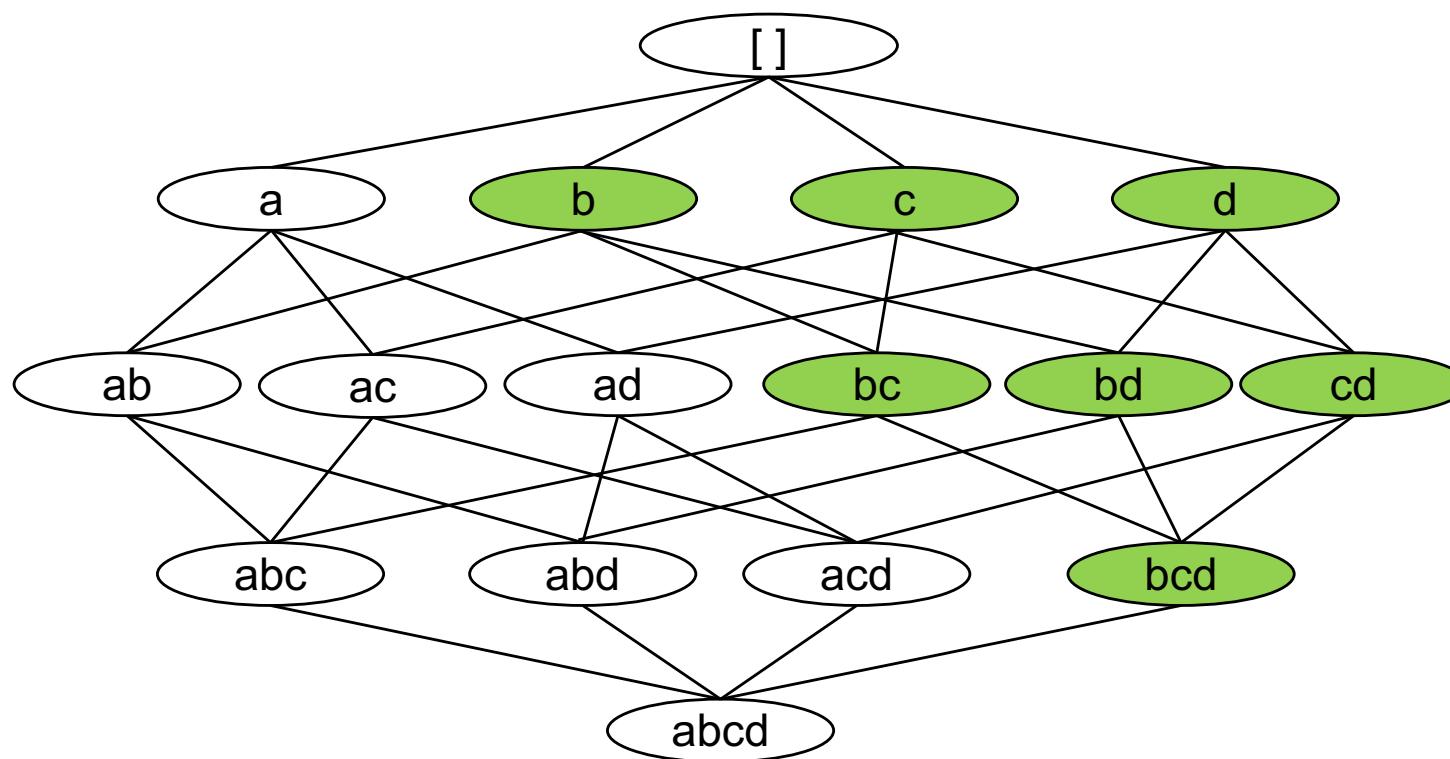 [ ]
a b c d
ab ac ad bc bd cd
abc abd acd bcd
abcd